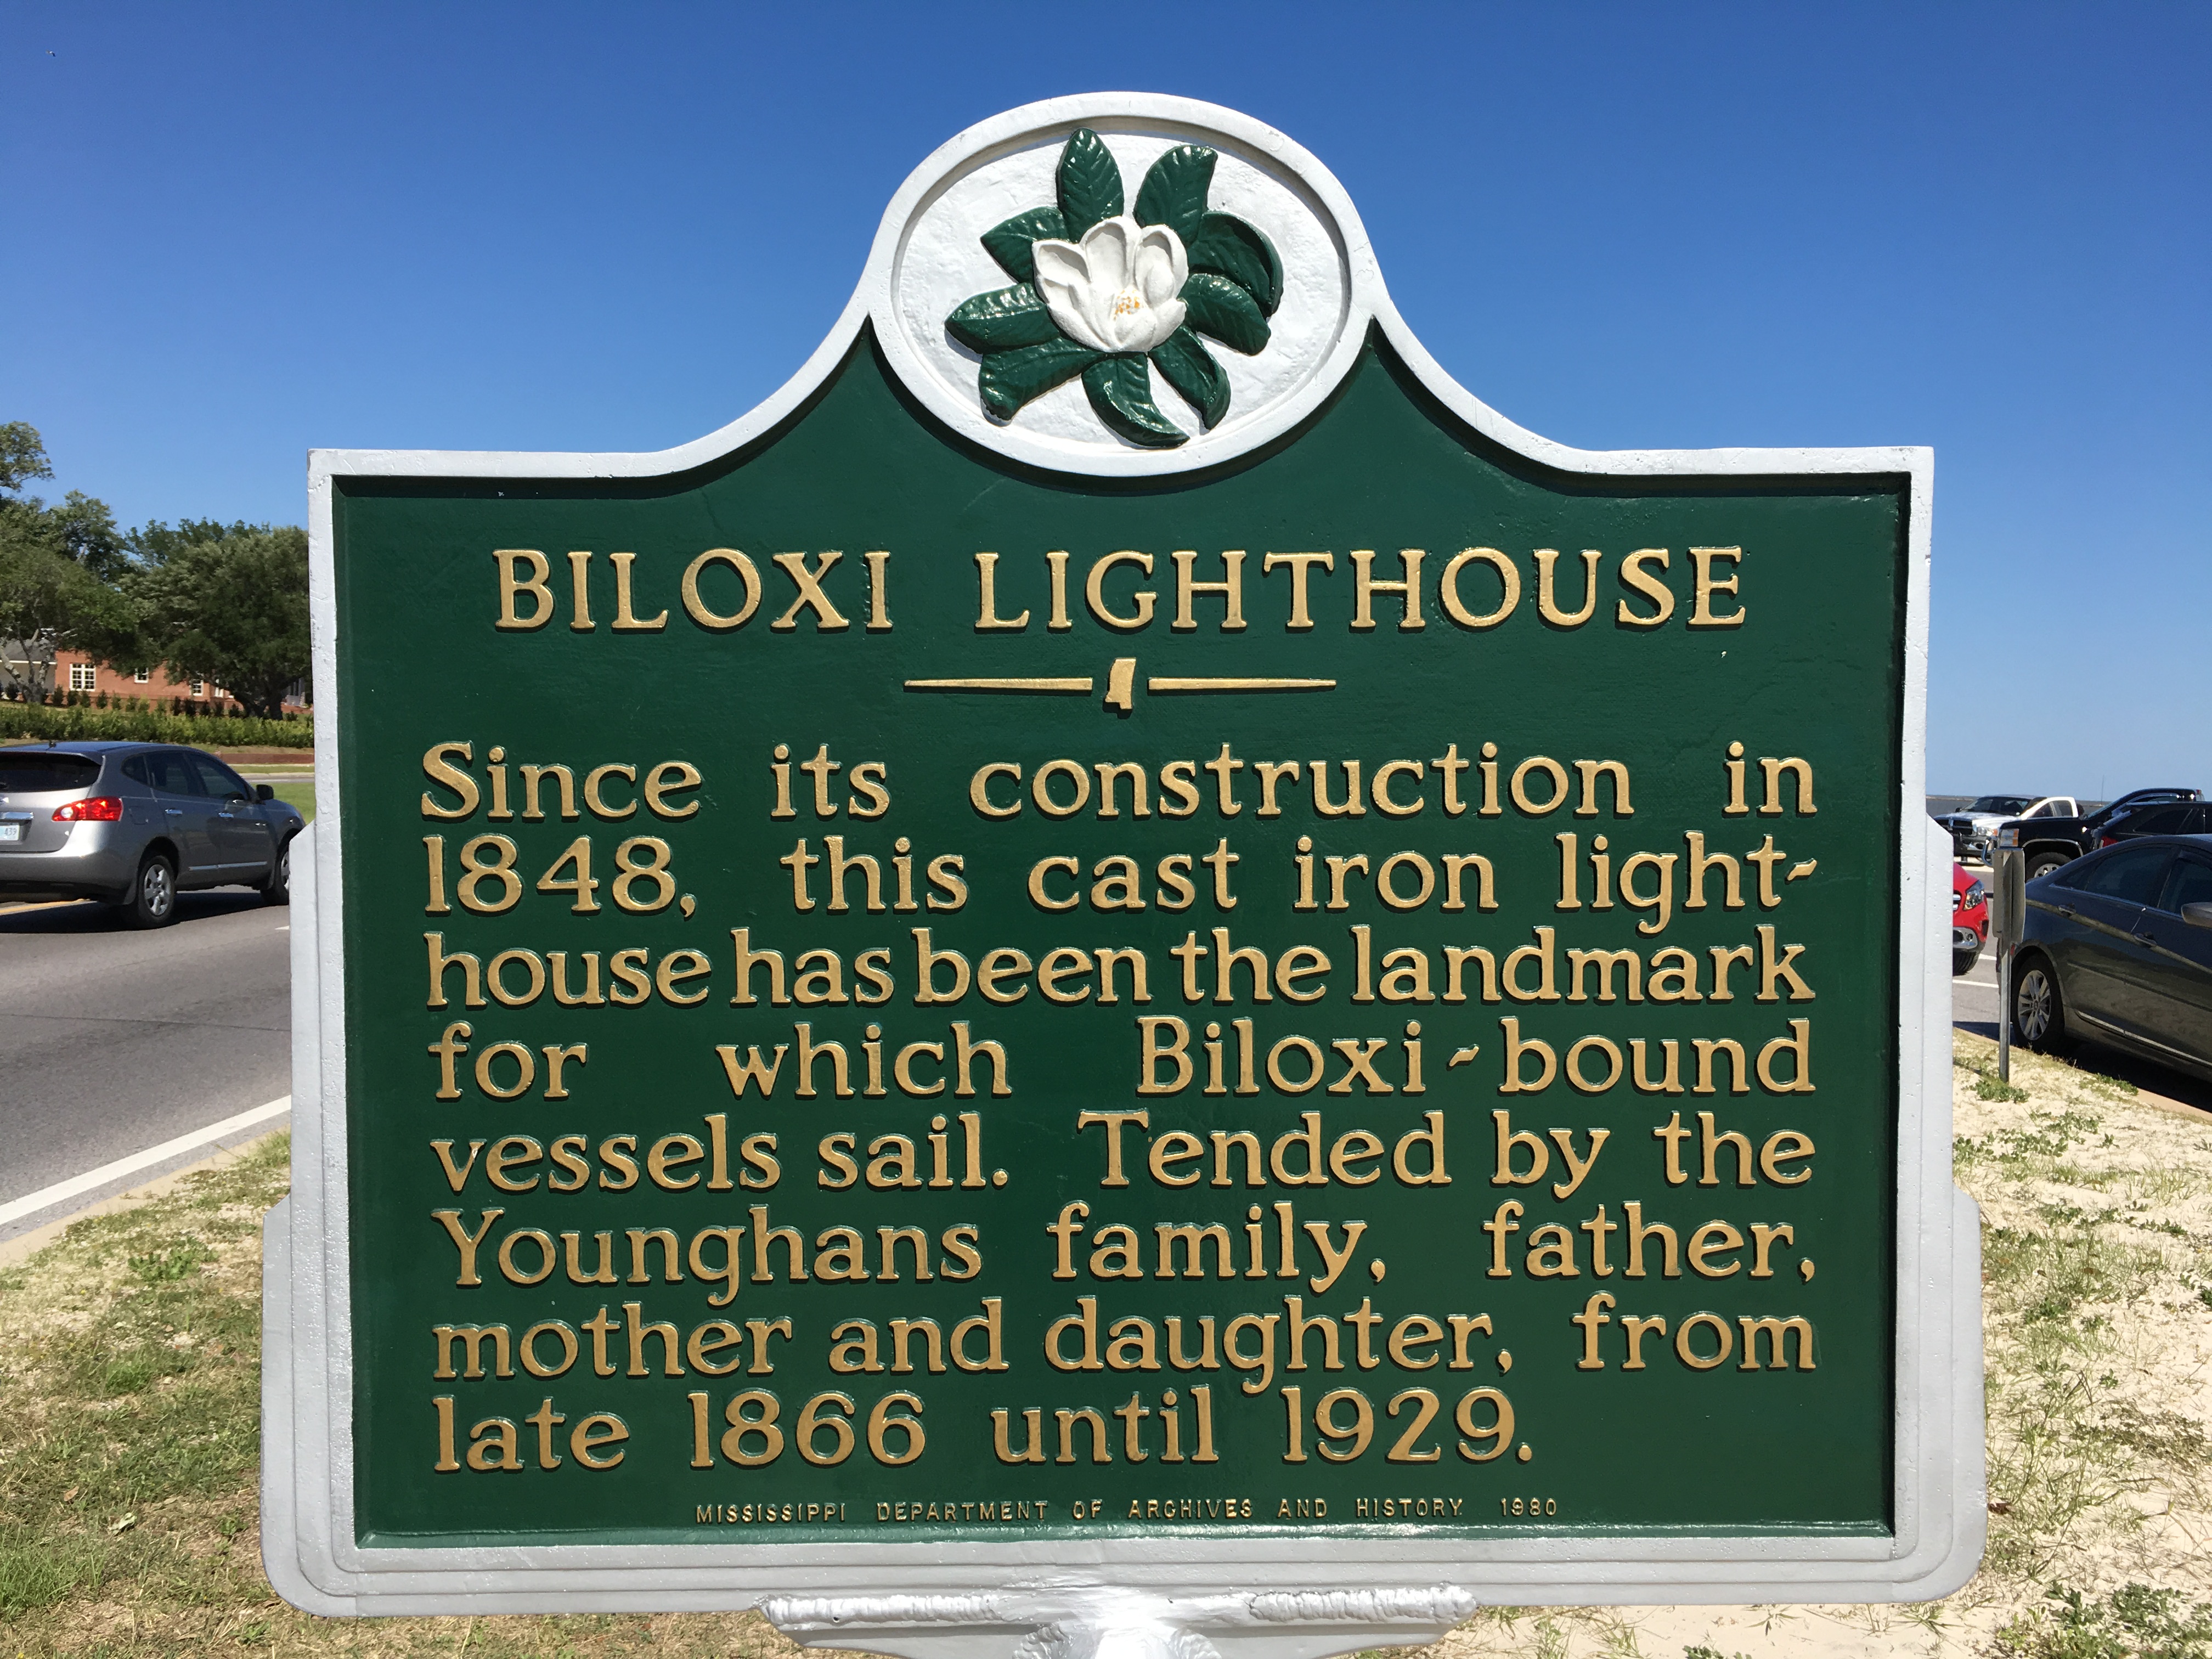 BILOXI LIGHTHOUSE
Since its construction in
1848, this cast iron light-
house has been the landmark
for which Biloxi-bound
vessels sail. Tended by the
Younghans family, father,
mother and daughter, from
late 1866 until 1929.
MISSISSIPPI DEPARTMENT OF ARCHIVES AND HISTORY 1980